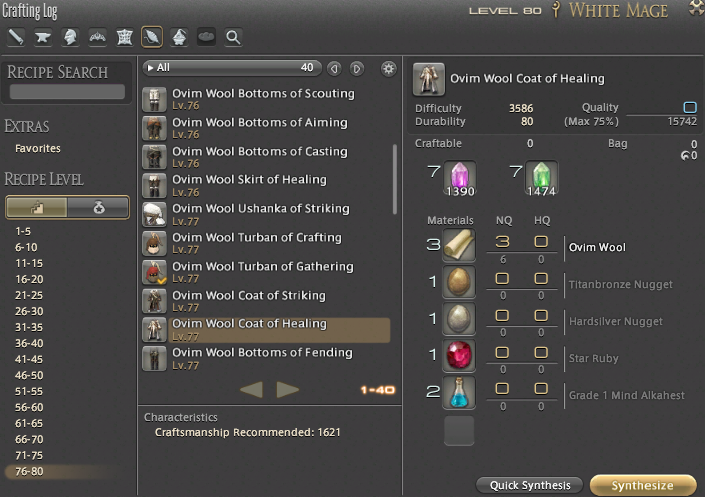 Crafting Log
LEVEL 80 WHITE MAGE
RECIPE SEARCH
EXTRAS
Favorites
RECIPE LEVEL
1-5
6-10
11-15
16-20
21-25
26-30
31-35
36-40
41-45
46-50
51-55
56-60
61-65
66-70
71-75
76-80
All 40
Ovim Wool Bottoms of Scouting
Lv.76
Ovim Wool Bottoms of Aiming
Lv.76
Ovim Wool Bottoms of Casting
Lv.76
Ovim Wool Skirt of Healing
Lv.76
Ovim Wool Ushanka of Striking
Lv.77
Ovim Wool Turban of Crafting
Lv.77
Ovim Wool Turban of Gathering
Lv.77
Ovim Wool Coat of Striking
Lv.77
Ovim Wool Coat of Healing
Lv.77
Ovim Wool Bottoms of Fending
Lv.77
1-40
Characteristics
Craftsmanship Recommended: 1621
Ovim Wool Coat of Healing
Difficulty 3586 Quality 0
Durability 80 (Max 75%) 15742
Craftable 0 Bag 0
0
7 1390 7 1474
Materials NQ HQ
3 3 0 Ovim Wool
6 0
1 0 0 Titanbronze Nugget
0 0
1 0 0 Hardsilver Nugget
0 0
1 0 0 Star Ruby
0 0
2 0 0 Grade 1 Mind Alkahest
0 0
Quick Synthesis Synthesize